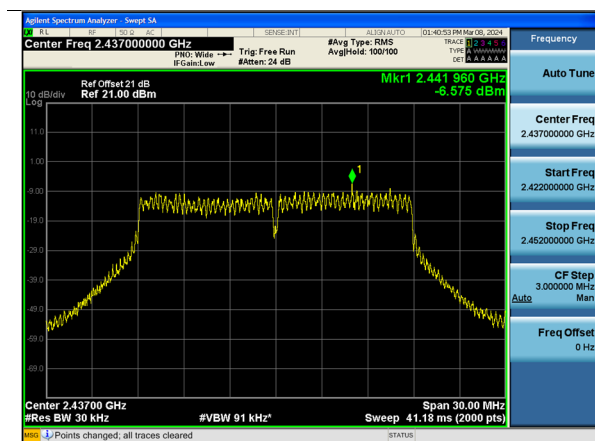 Agilent Spectrum Analyzer - Swept SA
RL RF 50 Ω AC SENSE:INT ALIGN AUTO 01:40:53 PM Mar 08, 2024
Center Freq 2.437000000 GHz
PNO: Wide
IFGain:Low
Trig: Free Run
#Atten: 24 dB
#Avg Type: RMS
Avg|Hold: 100/100
TRACE 1 2 3 4 5 6
TYPE A
DET A A A A A A
Ref Offset 21 dB
10 dB/div Ref 21.00 dBm
Log
Mkr1 2.441 960 GHz
-6.575 dBm
11.0
1.00
-9.00
-19.0
-29.0
-39.0
-49.0
-59.0
-69.0
1
Center 2.43700 GHz
#Res BW 30 kHz
#VBW 91 kHz*
Span 30.00 MHz
Sweep 41.18 ms (2000 pts)
MSG Points changed; all traces cleared
STATUS
Frequency
Auto Tune
Center Freq
2.437000000 GHz
Start Freq
2.422000000 GHz
Stop Freq
2.452000000 GHz
CF Step
3.000000 MHz
Auto Man
Freq Offset
0 Hz